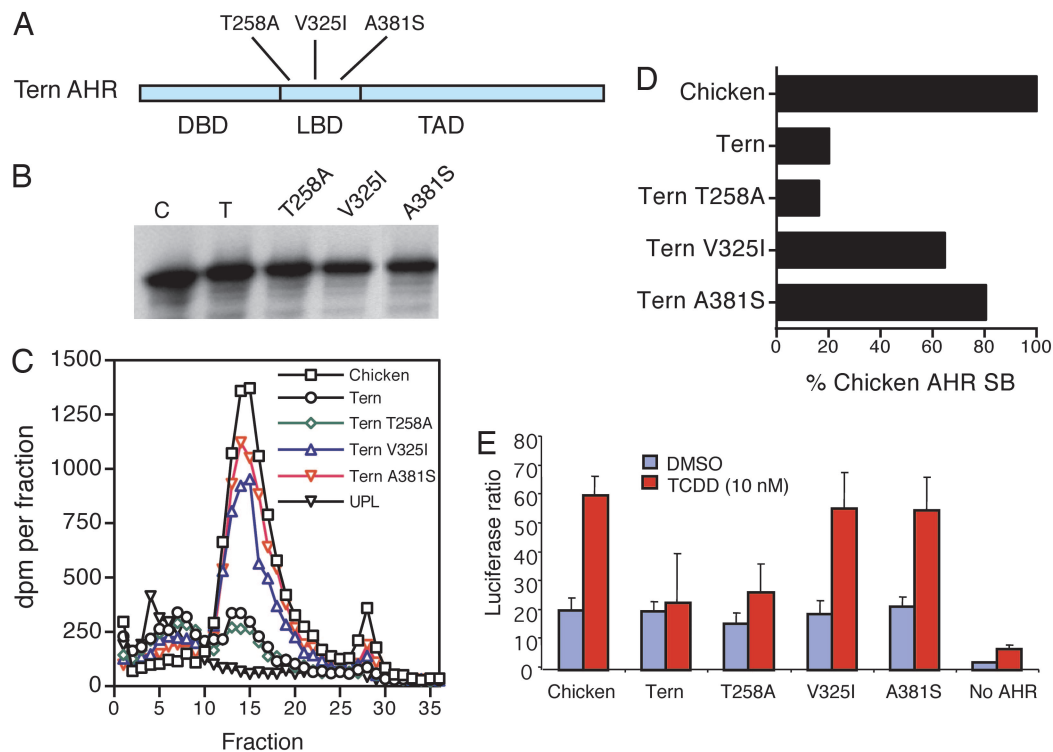 A
T258A V325I A381S
Tern AHR
DBD LBD TAD
B
C T T258A V325I A381S
C
1500
1250
1000
750
500
250
0
dpm per fraction
Chicken
Tern
Tern T258A
Tern V325I
Tern A381S
UPL
0 5 10 15 20 25 30 35
Fraction
D
Chicken
Tern
Tern T258A
Tern V325I
Tern A381S
0 20 40 60 80 100
% Chicken AHR SB
E
80
70
60
50
40
30
20
10
0
Luciferase ratio
DMSO
TCDD (10 nM)
Chicken Tern T258A V325I A381S No AHR